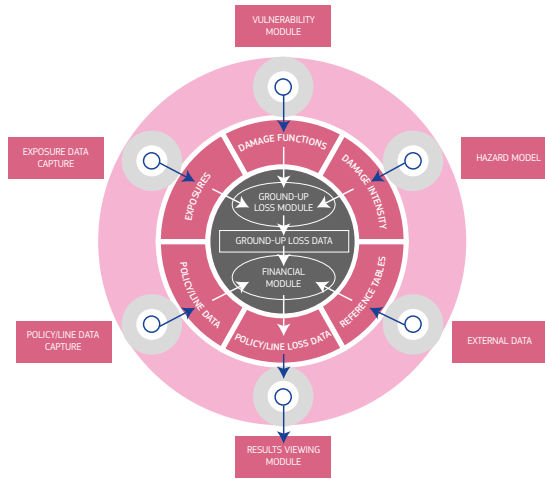 VULNERABILITY
MODULE
EXPOSURE DATA
CAPTURE
HAZARD MODEL
DAMAGE FUNCTIONS
EXPOSURES
DAMAGE INTENSITY
GROUND-UP
LOSS MODULE
GROUND-UP LOSS DATA
FINANCIAL
MODULE
POLICY/LINE DATA
REFERENCE TABLES
POLICY/LINE LOSS DATA
POLICY/LINE DATA
CAPTURE
EXTERNAL DATA
RESULTS VIEWING
MODULE